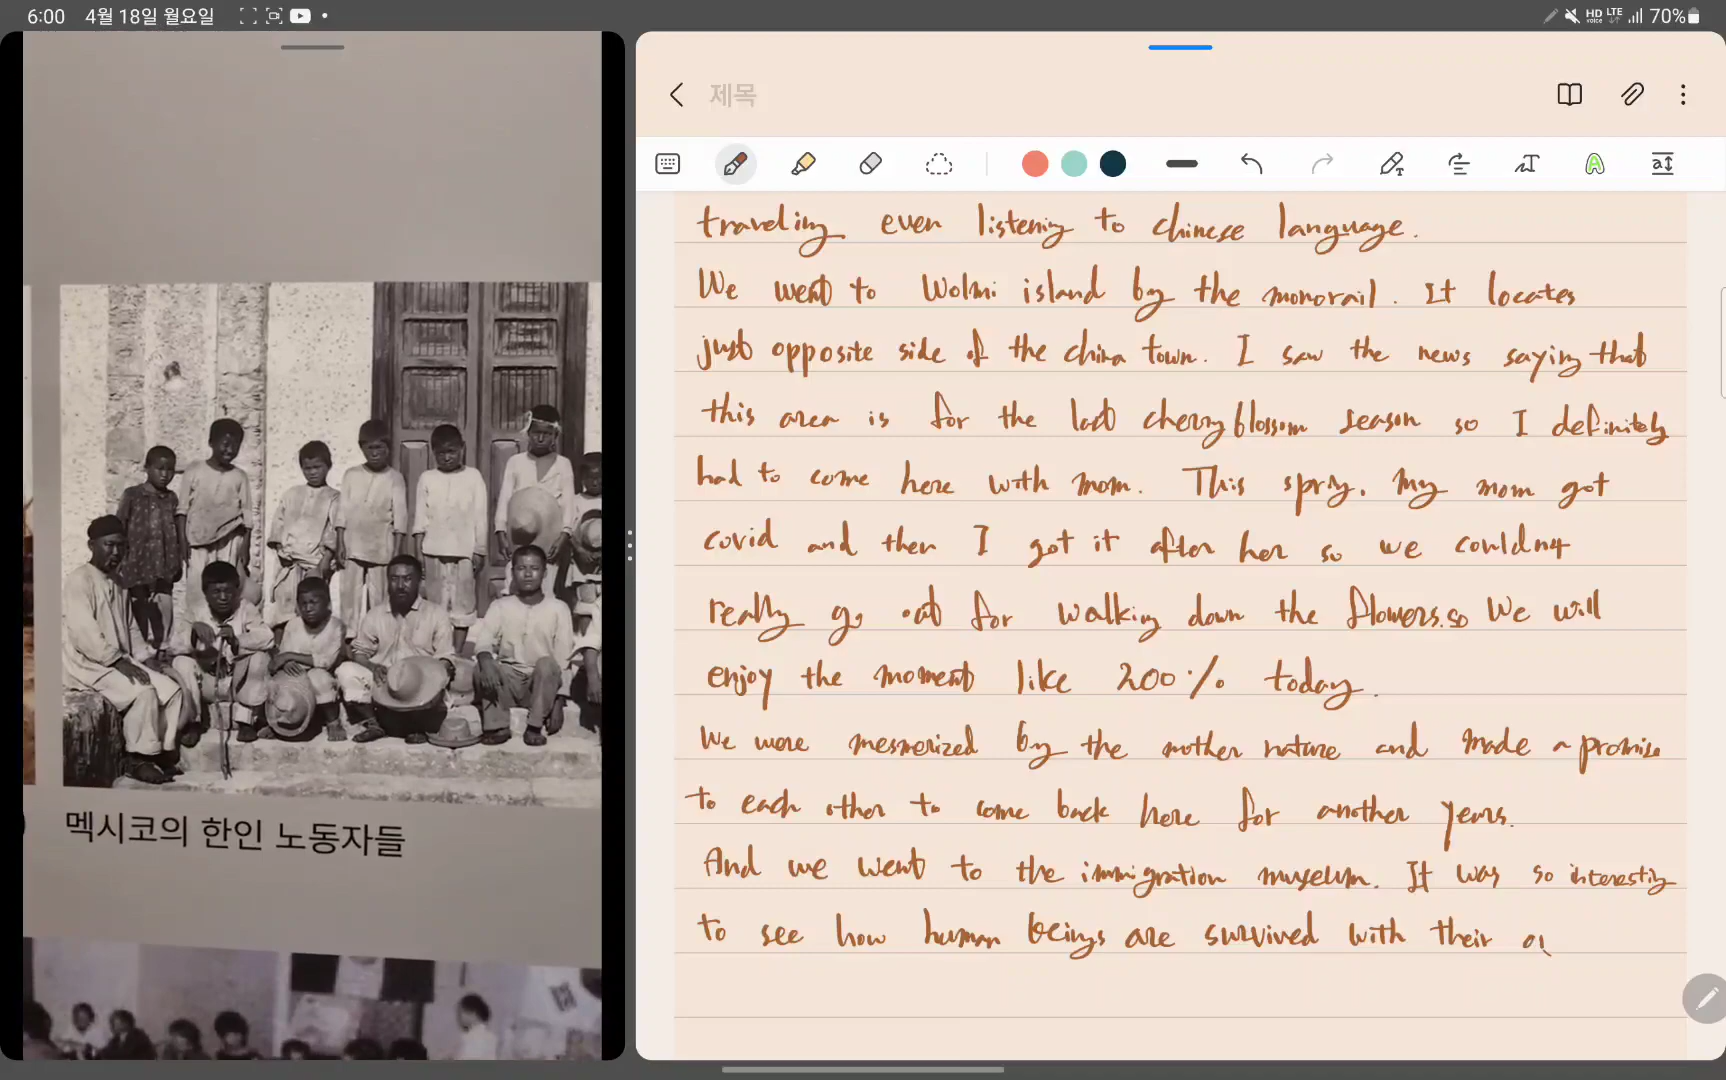 6:00 4월 18일 월요일
HD voice LTE 70%
제목
traveling even listening to chinese language.
We went to Wolmi island by the monorail. It locates
just opposite side of the china town. I saw the news saying that
this area is for the last cherry blossom season so I definitely
had to come here with mom. This spring, my mom got
covid and then I got it after her so we couldn't
really go out for walking down the flowers. so We will
enjoy the moment like 200% today.
We were mesmerized by the mother nature and made a promise
to each other to come back here for another years.
And we went to the immigration museum. It was so interesting
to see how human beings are survived with their
멕시코의 한인 노동자들